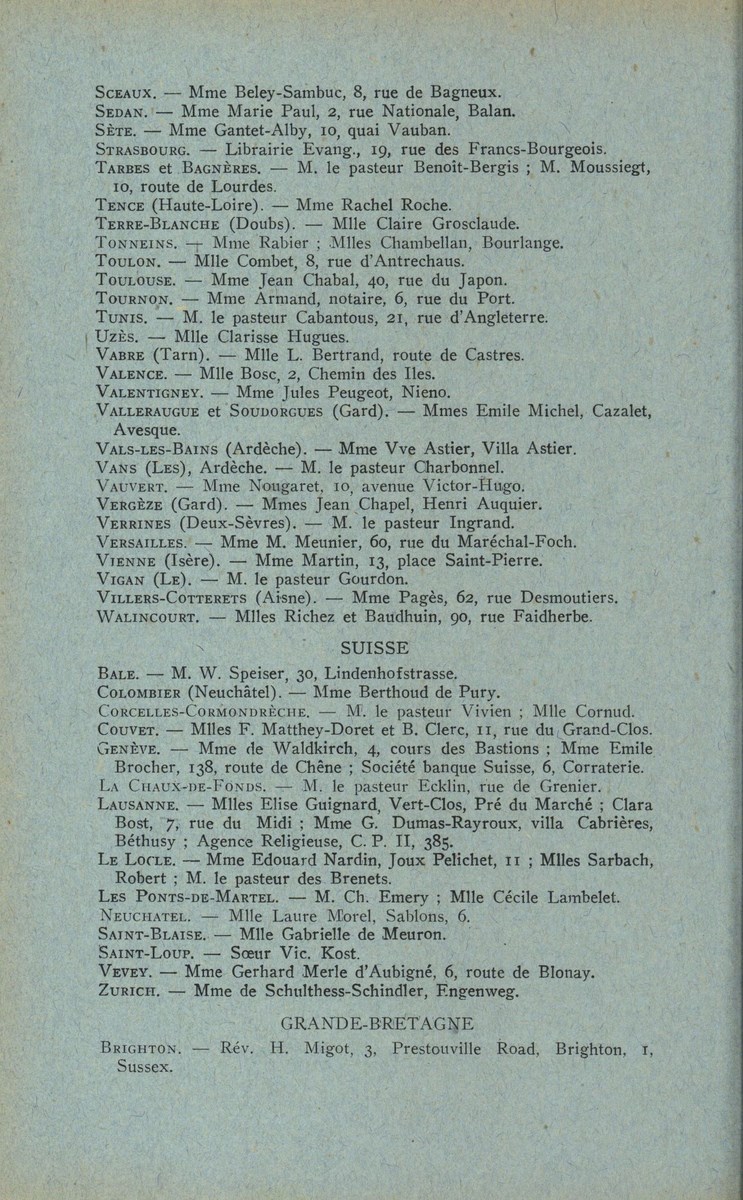 SCEAUX. — Mme Beley-Sambuc, 8, rue de Bagneux.
SEDAN. — Mme Marie Paul, 2, rue Nationale, Balan.
SÈTE. — Mme Gantet-Alby, 10, quai Vauban.
STRASBOURG. — Librairie Evang., 19, rue des Francs-Bourgeois.
TARBES et BAGNÈRES. — M. le pasteur Benoît-Bergis ; M. Moussiegt,
10, route de Lourdes.
TENCE (Haute-Loire). — Mme Rachel Roche.
TERRE-BLANCHE (Doubs). — Mlle Claire Grosclaude.
TONNEINS. — Mme Rabier ; Mlles Chambellan, Bourlange.
TOULON. — Mlle Combet, 8, rue d'Antrechaus.
TOULOUSE. — Mme Jean Chabal, 40, rue du Japon.
TOURNON. — Mme Armand, notaire, 6, rue du Port.
TUNIS. — M. le pasteur Cabantous, 21, rue d'Angleterre.
UZÈS. — Mlle Clarisse Hugues.
VABRE (Tarn). — Mlle L. Bertrand, route de Castres.
VALENCE. — Mlle Bosc, 2, Chemin des Iles.
VALENTIGNEY. — Mme Jules Peugeot, Nieno.
VALLERAUGUE et SOUDORGUES (Gard). — Mmes Emile Michel, Cazalet,
Avesque.
VALS-LES-BAINS (Ardèche). — Mme Vve Astier, Villa Astier.
VANS (LES), Ardèche. — M. le pasteur Charbonnel.
VAUVERT. — Mme Nougaret, 10, avenue Victor-Hugo.
VERGÈZE (Gard). — Mmes Jean Chapel, Henri Auquier.
VERRINES (Deux-Sèvres). — M. le pasteur Ingrand.
VERSAILLES. — Mme M. Meunier, 60, rue du Maréchal-Foch.
VIENNE (Isère). — Mme Martin, 13, place Saint-Pierre.
VIGAN (LE). — M. le pasteur Gourdon.
VILLERS-COTTERETS (Aisne). — Mme Pagès, 62, rue Desmoutiers.
WALINCOURT. — Mlles Richez et Baudhuin, 90, rue Faidherbe.
SUISSE
BALE. — M. W. Speiser, 30, Lindenhofstrasse.
COLOMBIER (Neuchâtel). — Mme Berthoud de Pury.
CORCELLES-CORMONDRÈCHE. — M. le pasteur Vivien ; Mlle Cornud.
COUVET. — Mlles F. Matthey-Doret et B. Clerc, 11, rue du Grand-Clos.
GENÈVE. — Mme de Waldkirch, 4, cours des Bastions ; Mme Emile
Brocher, 138, route de Chêne ; Société banque Suisse, 6, Corraterie.
LA CHAUX-DE-FONDS. — M. le pasteur Ecklin, rue de Grenier.
LAUSANNE. — Mlles Elise Guignard, Vert-Clos, Pré du Marché ; Clara
Bost, 7, rue du Midi ; Mme G. Dumas-Rayroux, villa Cabrières,
Béthusy ; Agence Religieuse, C. P. II, 385.
LE LOCLE. — Mme Edouard Nardin, Joux Pelichet, 11 ; Mlles Sarbach,
Robert ; M. le pasteur des Brenets.
LES PONTS-DE-MARTEL. — M. Ch. Emery ; Mlle Cécile Lambelet.
NEUCHATEL. — Mlle Laure Morel, Sablons, 6.
SAINT-BLAISE. — Mlle Gabrielle de Meuron.
SAINT-LOUP. — Sœur Vic. Kost.
VEVEY. — Mme Gerhard Merle d'Aubigné, 6, route de Blonay.
ZURICH. — Mme de Schulthess-Schindler, Engenweg.
GRANDE-BRETAGNE
BRIGHTON. — Rév. H. Migot, 3, Prestouville Road, Brighton, 1,
Sussex.